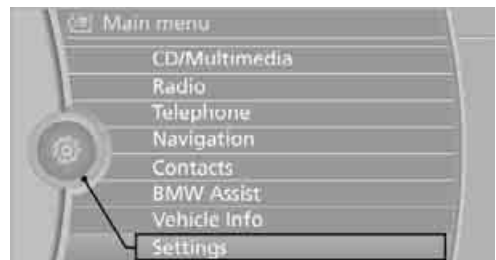 Main menu
CD/Multimedia
Radio
Telephone
Navigation
Contacts
BMW Assist
Vehicle Info
Settings